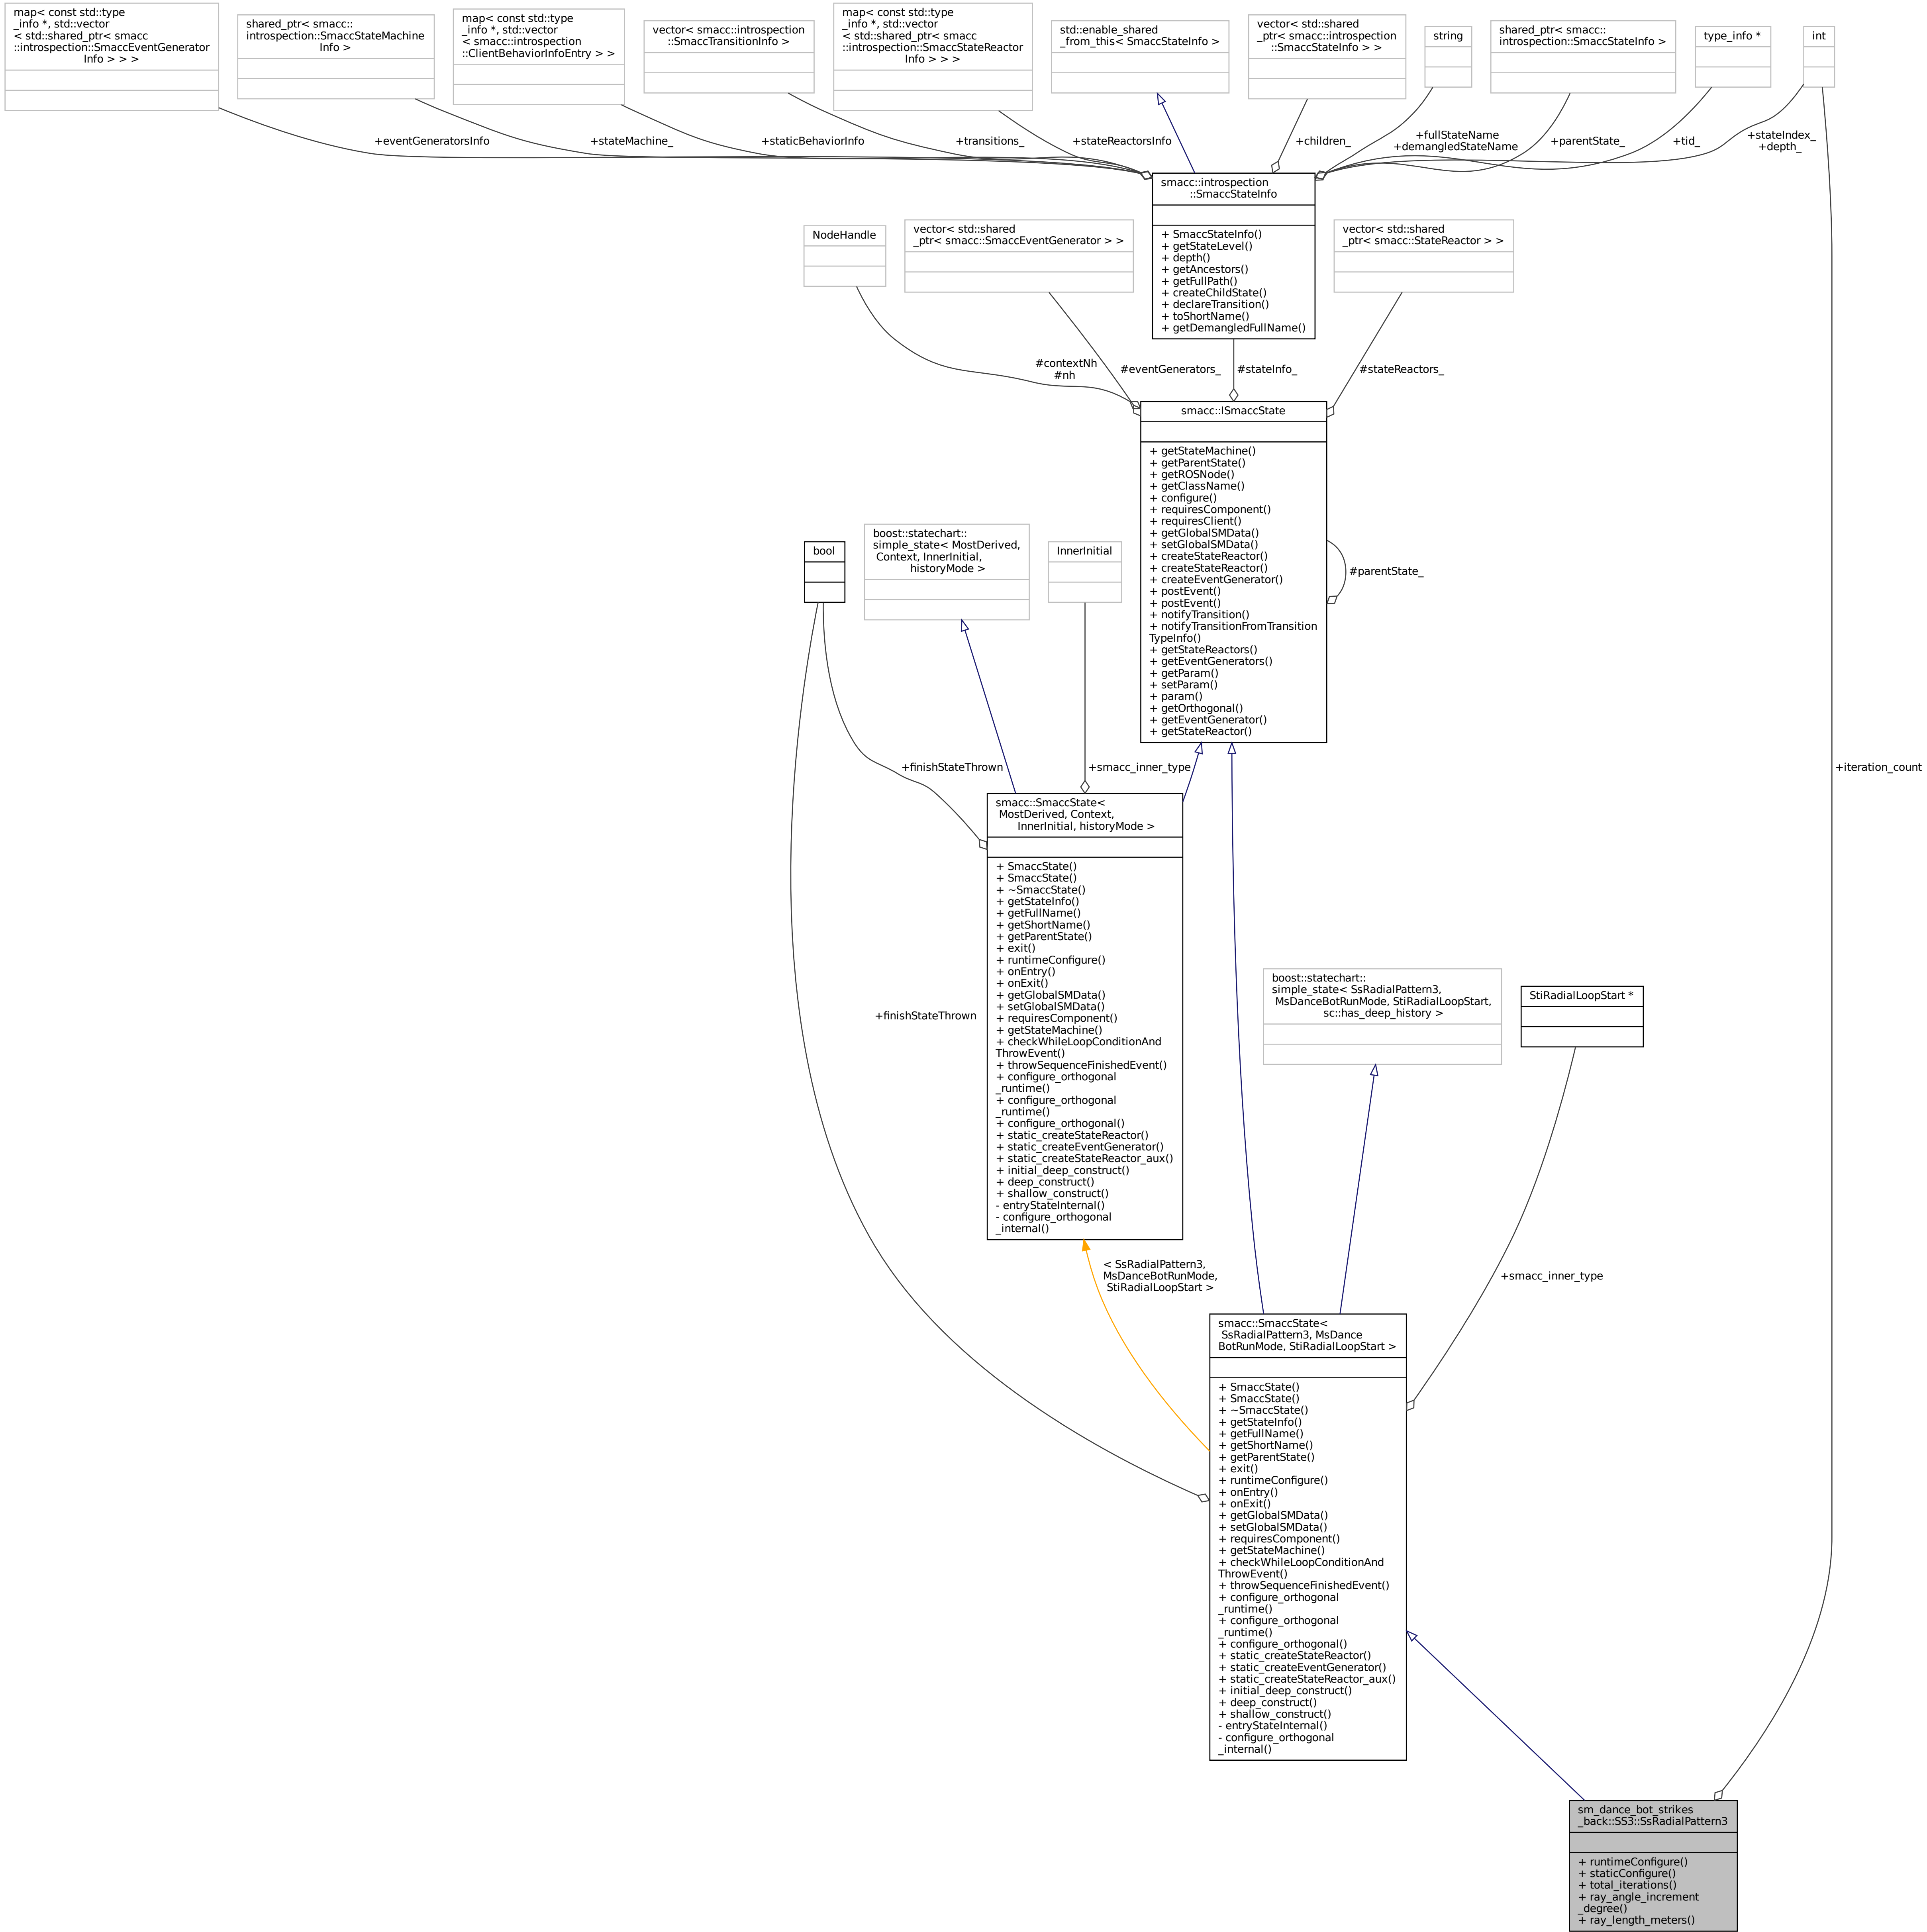 map< const std::type
_info *, std::vector
< std::shared_ptr< smacc
::introspection::SmaccEventGenerator
Info > > >
shared_ptr< smacc::
introspection::SmaccStateMachine
Info >
map< const std::type
_info *, std::vector
< smacc::introspection
::ClientBehaviorInfoEntry > >
vector< smacc::introspection
::SmaccTransitionInfo >
map< const std::type
_info *, std::vector
< std::shared_ptr< smacc
::introspection::SmaccStateReactor
Info > > >
std::enable_shared
_from_this< SmaccStateInfo >
vector< std::shared
_ptr< smacc::introspection
::SmaccStateInfo > >
string
shared_ptr< smacc::
introspection::SmaccStateInfo >
type_info *
int
+eventGeneratorsInfo
+stateMachine_
+staticBehaviorInfo
+transitions_
+stateReactorsInfo
+children_
+fullStateName
+demangledStateName
+parentState_
+tid_
+stateIndex_
+depth_
smacc::introspection
::SmaccStateInfo
+ SmaccStateInfo()
+ getStateLevel()
+ depth()
+ getAncestors()
+ getFullPath()
+ createChildState()
+ declareTransition()
+ toShortName()
+ getDemangledFullName()
NodeHandle
vector< std::shared
_ptr< smacc::SmaccEventGenerator > >
vector< std::shared
_ptr< smacc::StateReactor > >
#contextNh
#nh
#eventGenerators_
#stateInfo_
#stateReactors_
smacc::ISmaccState
+ getStateMachine()
+ getParentState()
+ getROSNode()
+ getClassName()
+ configure()
+ requiresComponent()
+ requiresClient()
+ getGlobalSMData()
+ setGlobalSMData()
+ createStateReactor()
+ createStateReactor()
+ createEventGenerator()
+ postEvent()
+ postEvent()
+ notifyTransition()
+ notifyTransitionFromTransition
TypeInfo()
+ getStateReactors()
+ getEventGenerators()
+ getParam()
+ setParam()
+ param()
+ getOrthogonal()
+ getEventGenerator()
+ getStateReactor()
#parentState_
bool
boost::statechart::
simple_state< MostDerived,
Context, InnerInitial,
historyMode >
InnerInitial
+finishStateThrown
+smacc_inner_type
+iteration_count
smacc::SmaccState<
MostDerived, Context,
InnerInitial, historyMode >
+ SmaccState()
+ SmaccState()
+ ~SmaccState()
+ getStateInfo()
+ getFullName()
+ getShortName()
+ getParentState()
+ exit()
+ runtimeConfigure()
+ onEntry()
+ onExit()
+ getGlobalSMData()
+ setGlobalSMData()
+ requiresComponent()
+ getStateMachine()
+ checkWhileLoopConditionAnd
ThrowEvent()
+ throwSequenceFinishedEvent()
+ configure_orthogonal
_runtime()
+ configure_orthogonal
_runtime()
+ configure_orthogonal()
+ static_createStateReactor()
+ static_createEventGenerator()
+ static_createStateReactor_aux()
+ initial_deep_construct()
+ deep_construct()
+ shallow_construct()
- entryStateInternal()
- configure_orthogonal
_internal()
+finishStateThrown
boost::statechart::
simple_state< SsRadialPattern3,
MsDanceBotRunMode, StiRadialLoopStart,
sc::has_deep_history >
StiRadialLoopStart *
< SsRadialPattern3,
MsDanceBotRunMode,
StiRadialLoopStart >
+smacc_inner_type
smacc::SmaccState<
SsRadialPattern3, MsDance
BotRunMode, StiRadialLoopStart >
+ SmaccState()
+ SmaccState()
+ ~SmaccState()
+ getStateInfo()
+ getFullName()
+ getShortName()
+ getParentState()
+ exit()
+ runtimeConfigure()
+ onEntry()
+ onExit()
+ getGlobalSMData()
+ setGlobalSMData()
+ requiresComponent()
+ getStateMachine()
+ checkWhileLoopConditionAnd
ThrowEvent()
+ throwSequenceFinishedEvent()
+ configure_orthogonal
_runtime()
+ configure_orthogonal
_runtime()
+ configure_orthogonal()
+ static_createStateReactor()
+ static_createEventGenerator()
+ static_createStateReactor_aux()
+ initial_deep_construct()
+ deep_construct()
+ shallow_construct()
- entryStateInternal()
- configure_orthogonal
_internal()
sm_dance_bot_strikes
_back::SS3::SsRadialPattern3
+ runtimeConfigure()
+ staticConfigure()
+ total_iterations()
+ ray_angle_increment
_degree()
+ ray_length_meters()